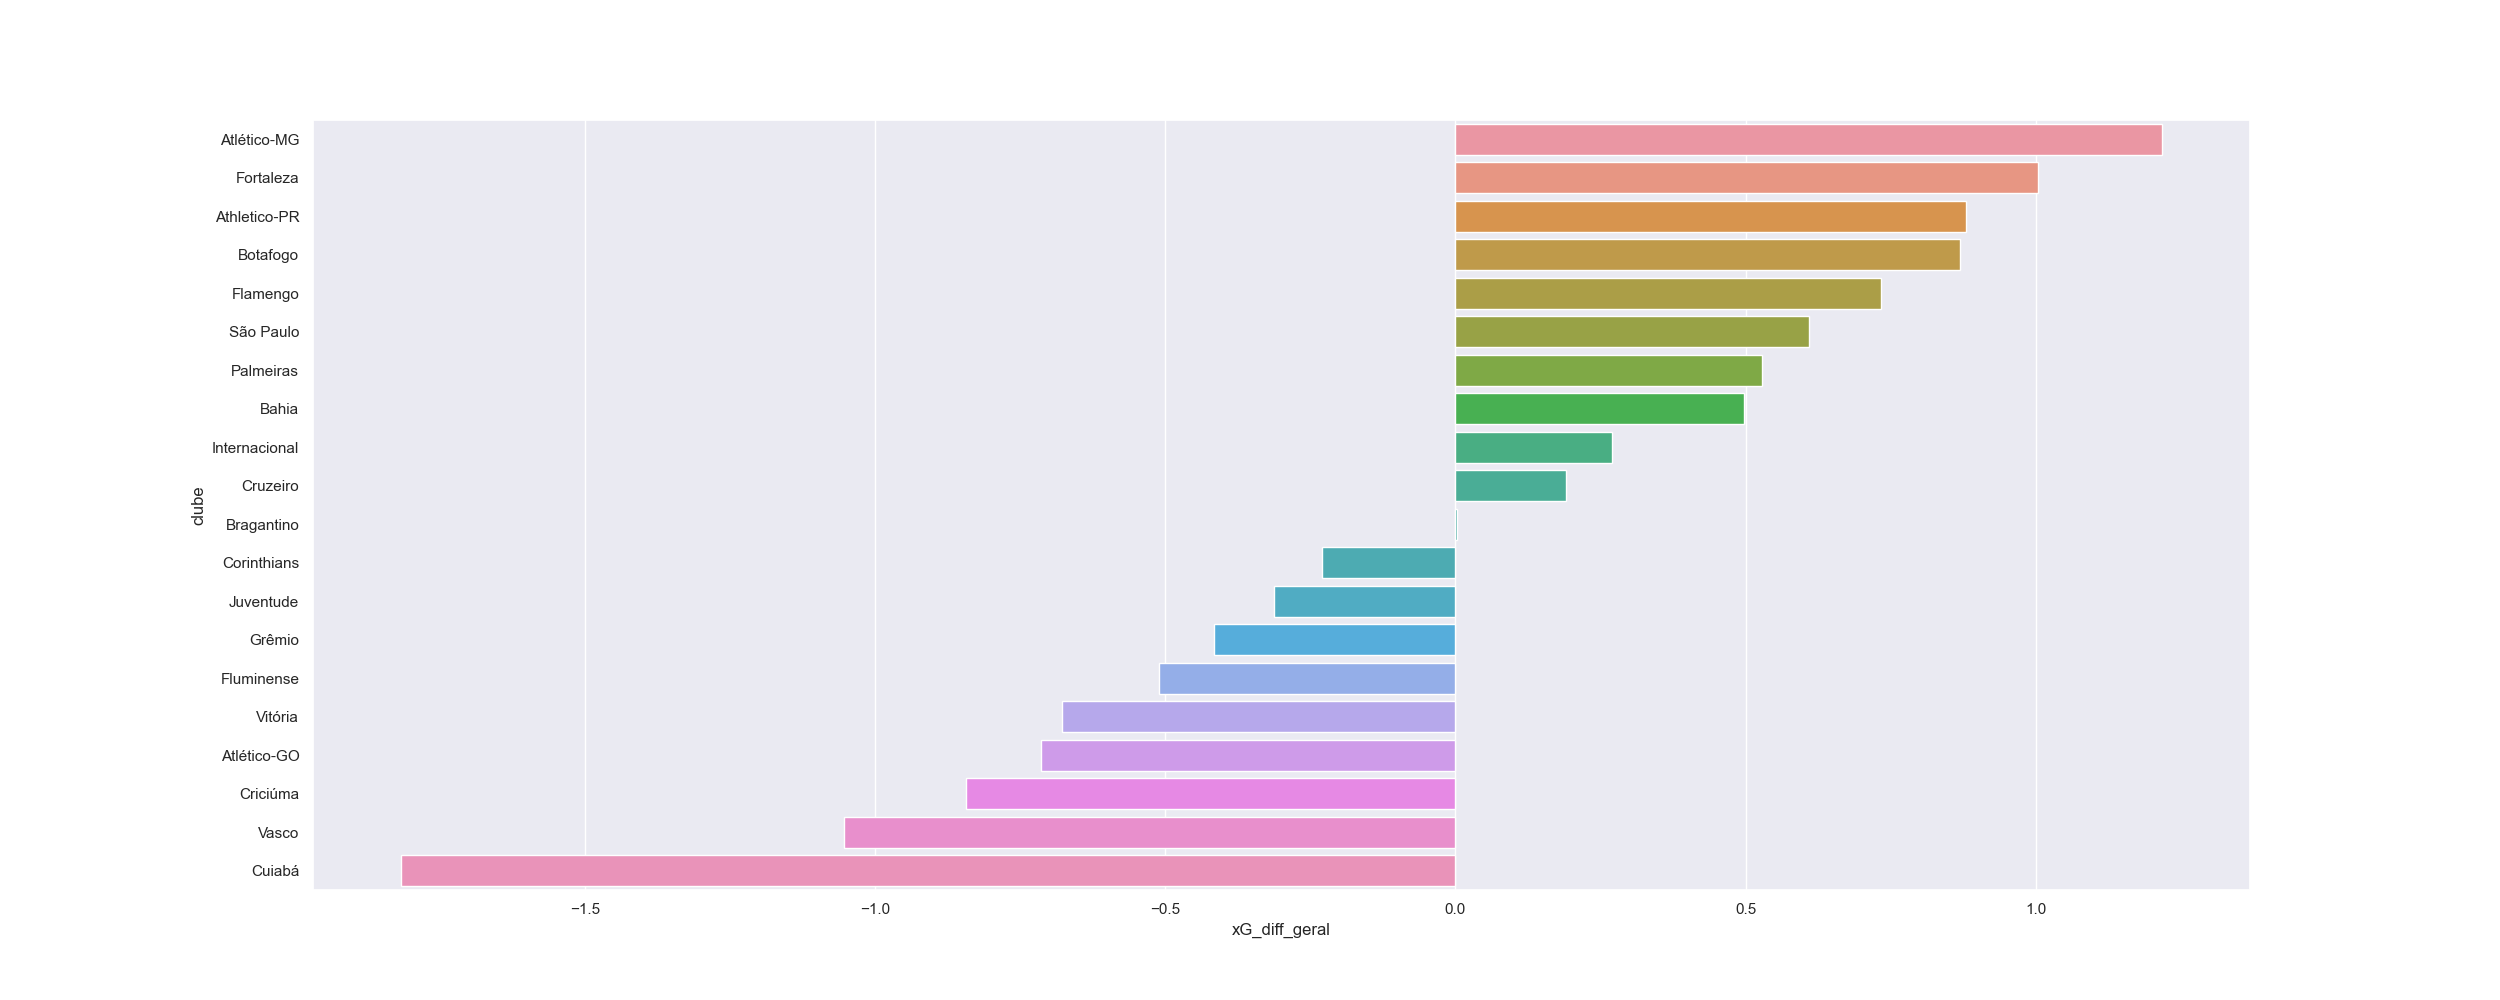 Atlético-MG
Fortaleza
Athletico-PR
Botafogo
Flamengo
São Paulo
Palmeiras
Bahia
Internacional
Cruzeiro
Bragantino
Corinthians
Juventude
Grêmio
Fluminense
Vitória
Atlético-GO
Criciúma
Vasco
Cuiabá
clube
−1.5 −1.0 −0.5 0.0 0.5 1.0
xG_diff_geral